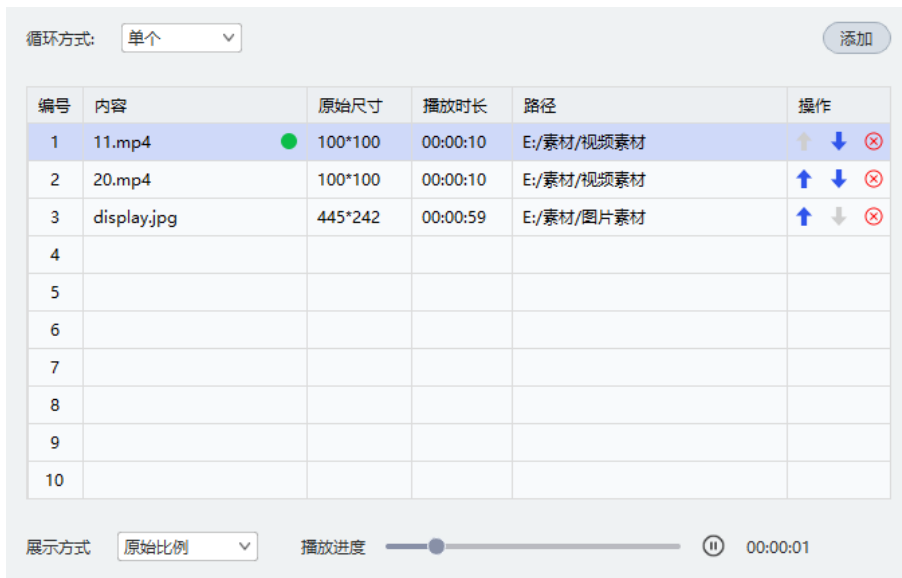 循环方式: 单个 添加
编号 内容 原始尺寸 播放时长 路径 操作
1 11.mp4 100*100 00:00:10 E:/素材/视频素材
2 20.mp4 100*100 00:00:10 E:/素材/视频素材
3 display.jpg 445*242 00:00:59 E:/素材/图片素材
4
5
6
7
8
9
10
展示方式 原始比例 播放进度 00:00:01